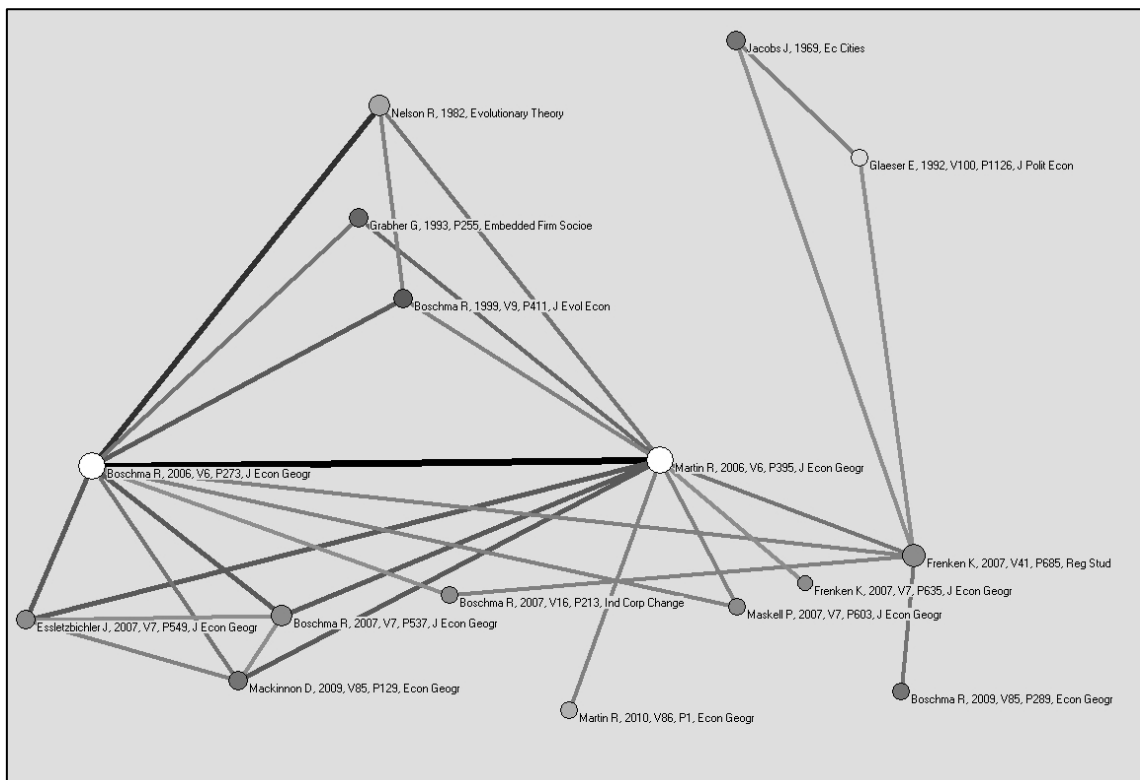 Jacobs J, 1969, Ec Cities
Nelson R, 1982, Evolutionary Theory
Glaeser E, 1992, V100, P1126, J Polit Econ
Grabher G, 1993, P255, Embedded Firm Socioe
Boschma R, 1999, V9, P411, J Evol Econ
Boschma R, 2006, V6, P273, J Econ Geogr
Martin R, 2006, V6, P395, J Econ Geogr
Frenken K, 2007, V41, P685, Reg Stud
Frenken K, 2007, V7, P635, J Econ Geogr
Boschma R, 2007, V16, P213, Ind Corp Change
Maskell P, 2007, V7, P603, J Econ Geogr
Essletzbichler J, 2007, V7, P549, J Econ Geogr
Boschma R, 2007, V7, P537, J Econ Geogr
Mackinnon D, 2009, V85, P129, Econ Geogr
Boschma R, 2009, V85, P289, Econ Geogr
Martin R, 2010, V86, P1, Econ Geogr